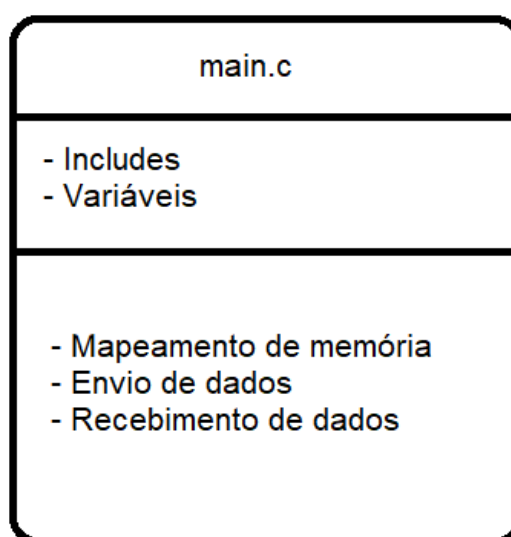 main.c
- Includes
- Variáveis
- Mapeamento de memória
- Envio de dados
- Recebimento de dados